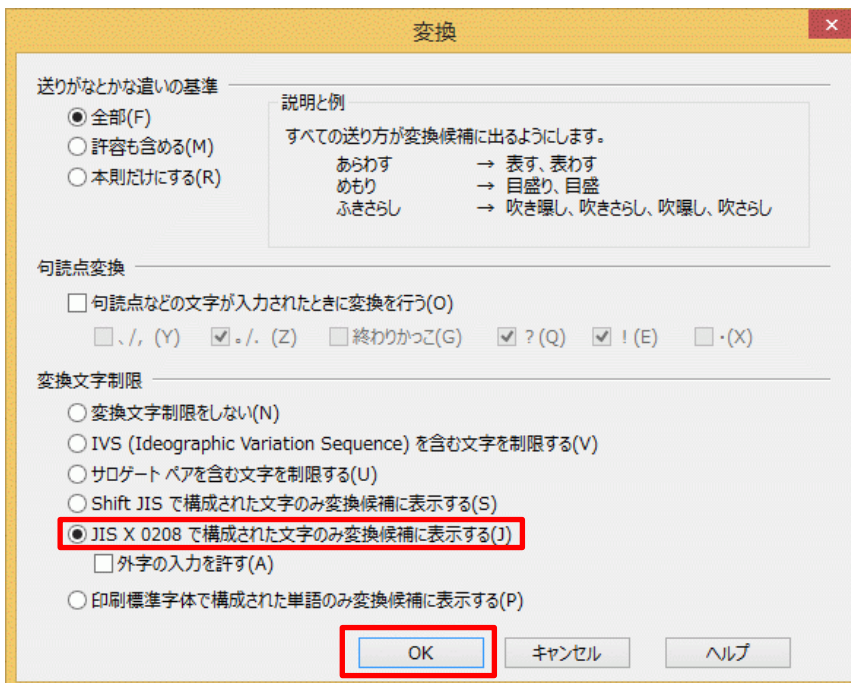 変換
送りがなとかな遣いの基準
全部(F)
許容も含める(M)
本則だけにする(R)
説明と例
すべての送り方が変換候補に出るようにします。
あらわす → 表す、表わす
めもり → 目盛り、目盛
ふきさらし → 吹き曝し、吹きさらし、吹曝し、吹さらし
句読点変換
句読点などの文字が入力されたときに変換を行う(O)
、/, (Y) 。/. (Z) 終わりかっこ(G) ? (Q) ! (E) ・(X)
変換文字制限
変換文字制限をしない(N)
IVS (Ideographic Variation Sequence) を含む文字を制限する(V)
サロゲート ペアを含む文字を制限する(U)
Shift JIS で構成された文字のみ変換候補に表示する(S)
JIS X 0208 で構成された文字のみ変換候補に表示する(J)
外字の入力を許す(A)
印刷標準字体で構成された単語のみ変換候補に表示する(P)
OK キャンセル ヘルプ